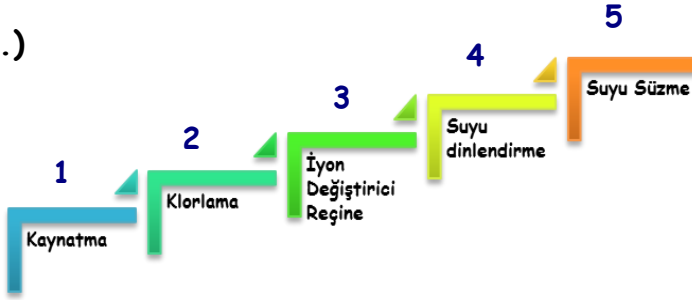 .)
1
Kaynatma
2
Klorlama
3
İyon
Değiştirici
Reçine
4
Suyu
dinlendirme
5
Suyu Süzme